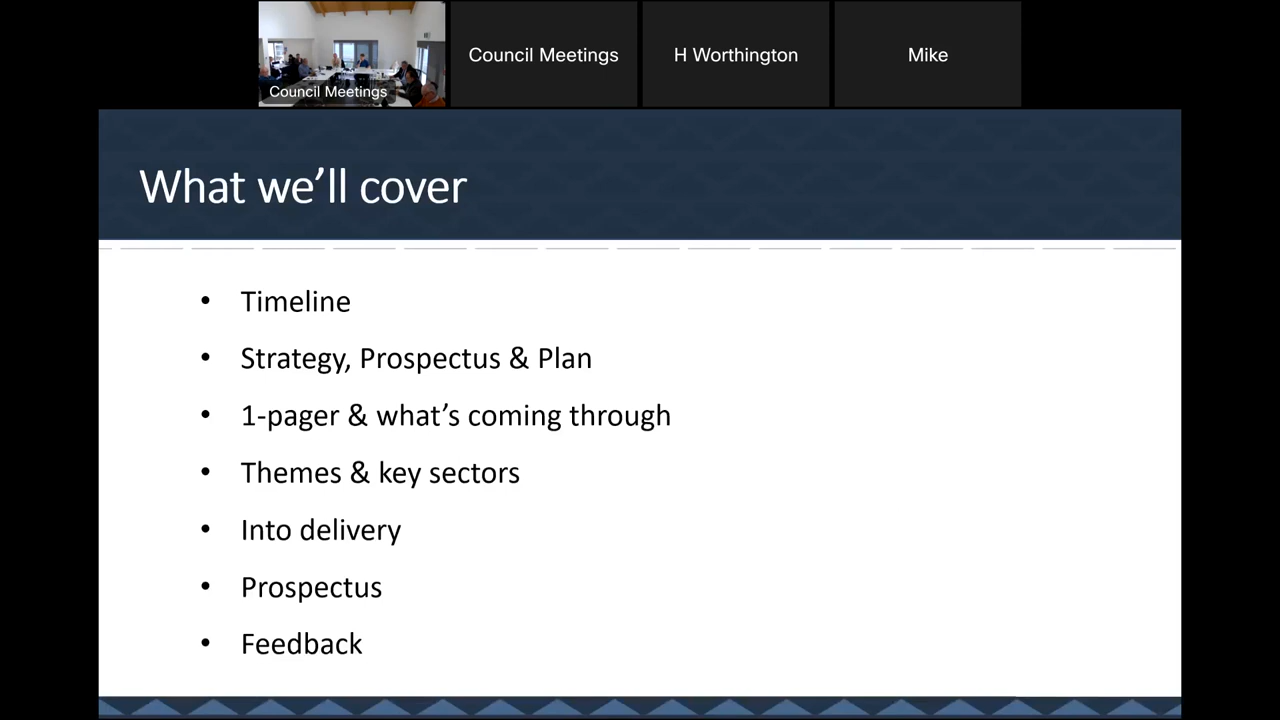 Council Meetings
Council Meetings
H Worthington
Mike
What we'll cover
• Timeline
• Strategy, Prospectus & Plan
• 1-pager & what's coming through
• Themes & key sectors
• Into delivery
• Prospectus
• Feedback